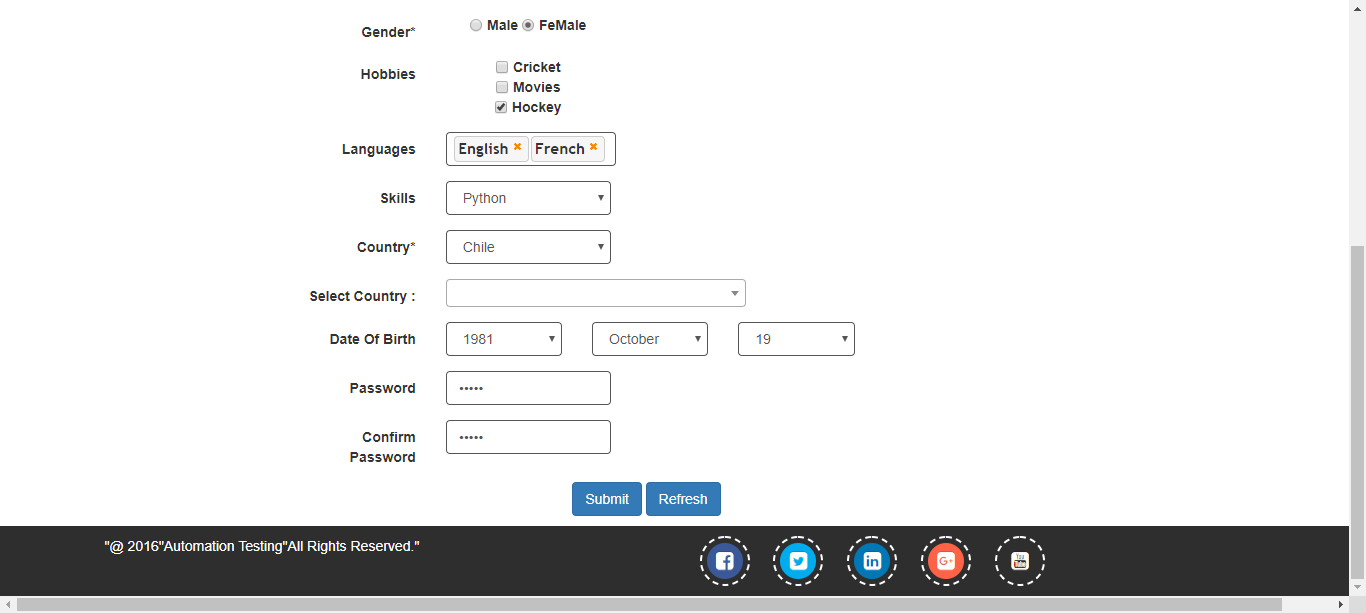 Gender* Male FeMale
Hobbies Cricket
Movies
Hockey
Languages English French
Skills Python
Country* Chile
Select Country :
Date Of Birth 1981 October 19
Password •••••
Confirm Password •••••
Submit Refresh
"@ 2016"Automation Testing"All Rights Reserved."
f in G+ You Tube